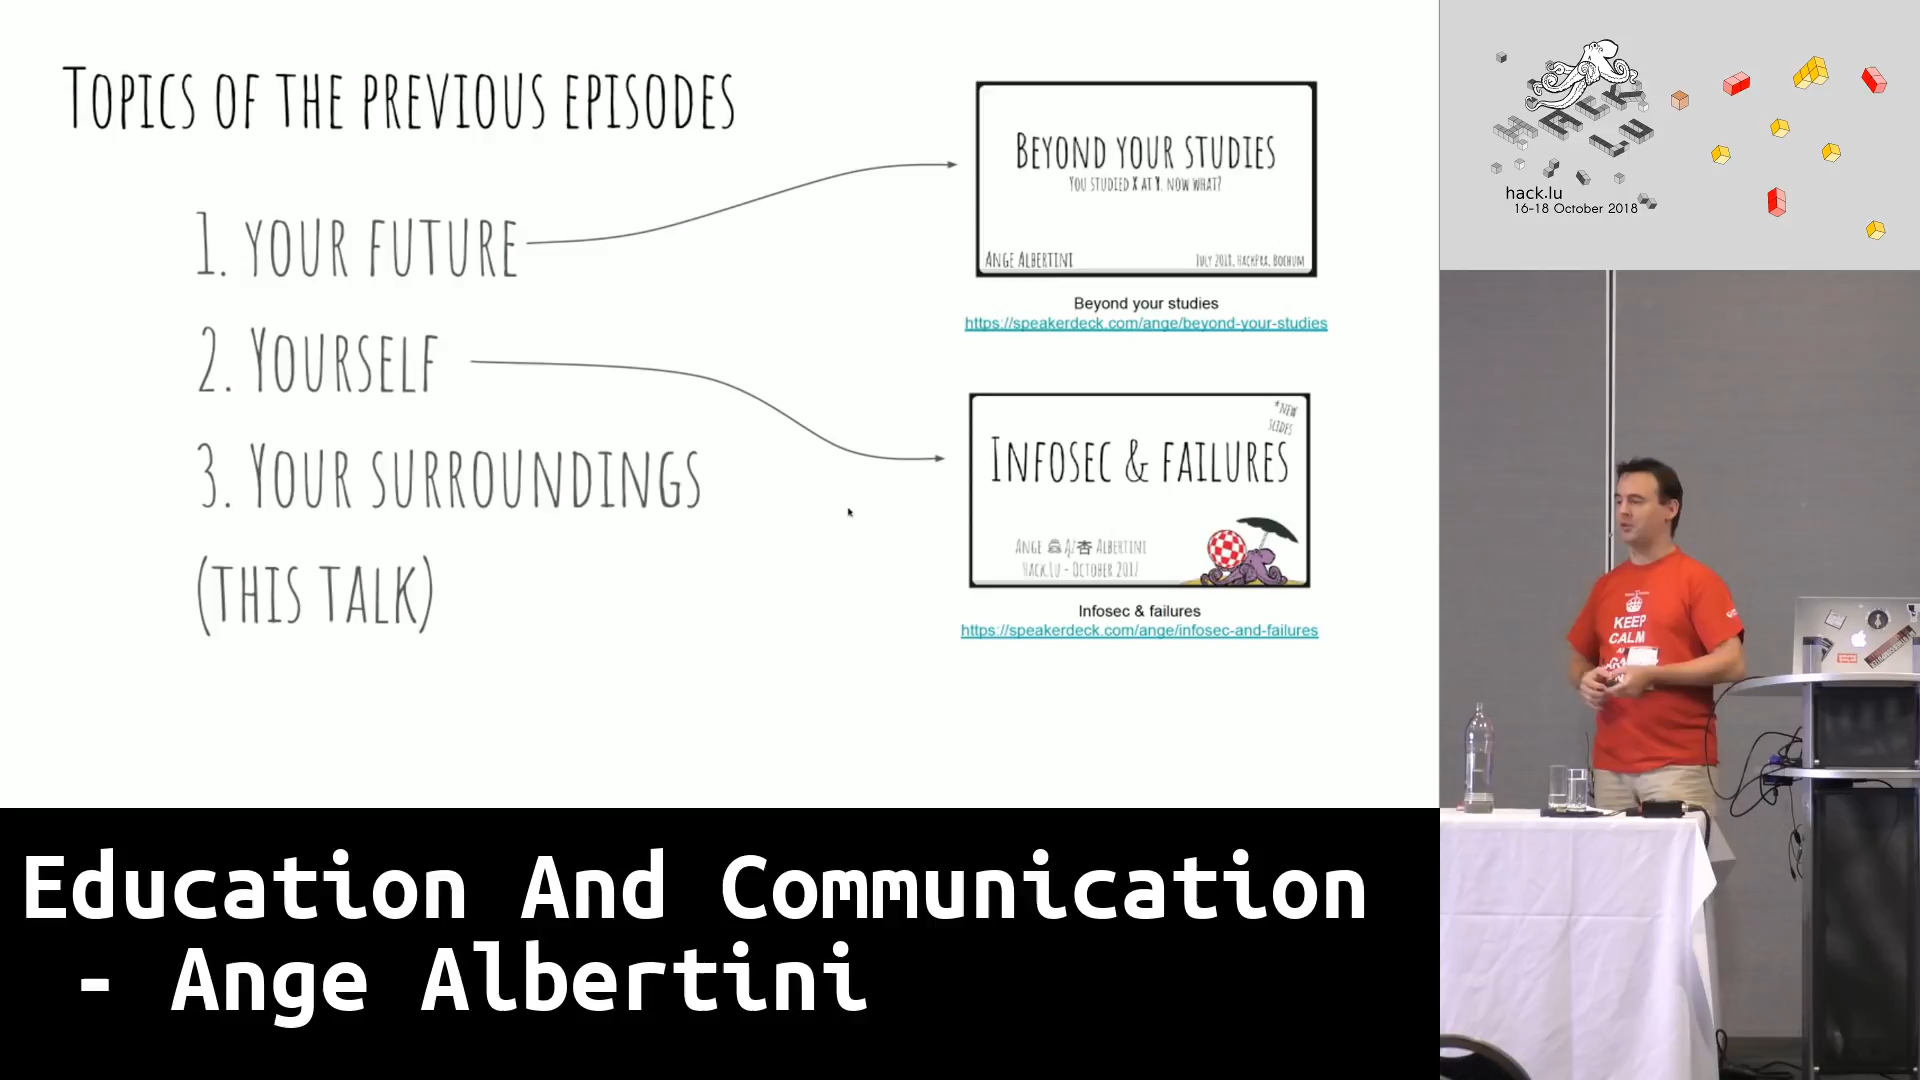 Topics of the previous episodes
1. your future
2. Yourself
3. Your surroundings
(this talk)
Beyond your studies
You studied X at Y. now what?
Ange Albertini
July 2018, HackPra, Bochum
Beyond your studies
https://speakerdeck.com/ange/beyond-your-studies
*new
slides
Infosec & failures
Albertini
Hack.lu - October 2017
Infosec & failures
https://speakerdeck.com/ange/infosec-and-failures
Education And Communication
- Ange Albertini
HACK
LU
hack.lu
16-18 October 2018
KEEP
CALM